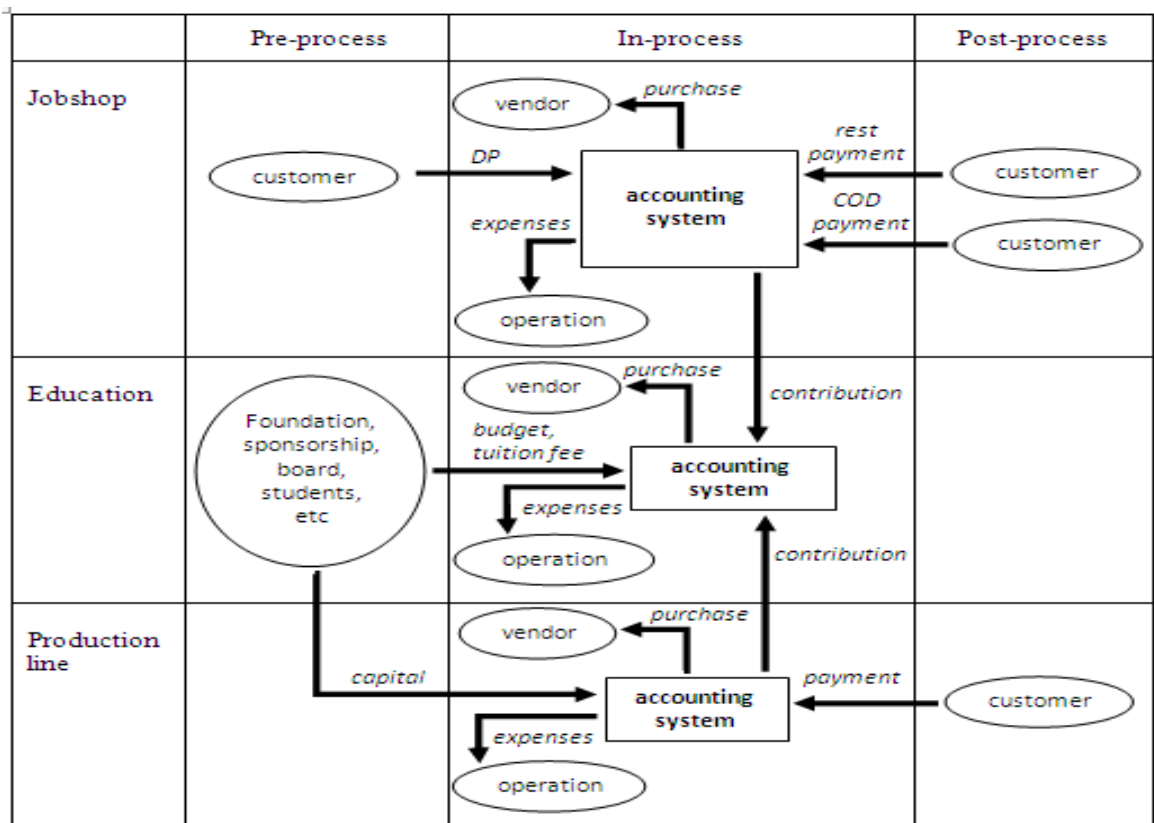 Pre-process
In-process
Post-process
Jobshop
vendor
purchase
customer
DP
accounting
system
rest
payment
customer
COD
payment
customer
expenses
operation
contribution
Education
Foundation,
sponsorship,
board,
students,
etc
vendor
purchase
budget,
tuition fee
accounting
system
expenses
operation
contribution
Production
line
capital
vendor
purchase
accounting
system
payment
customer
expenses
operation